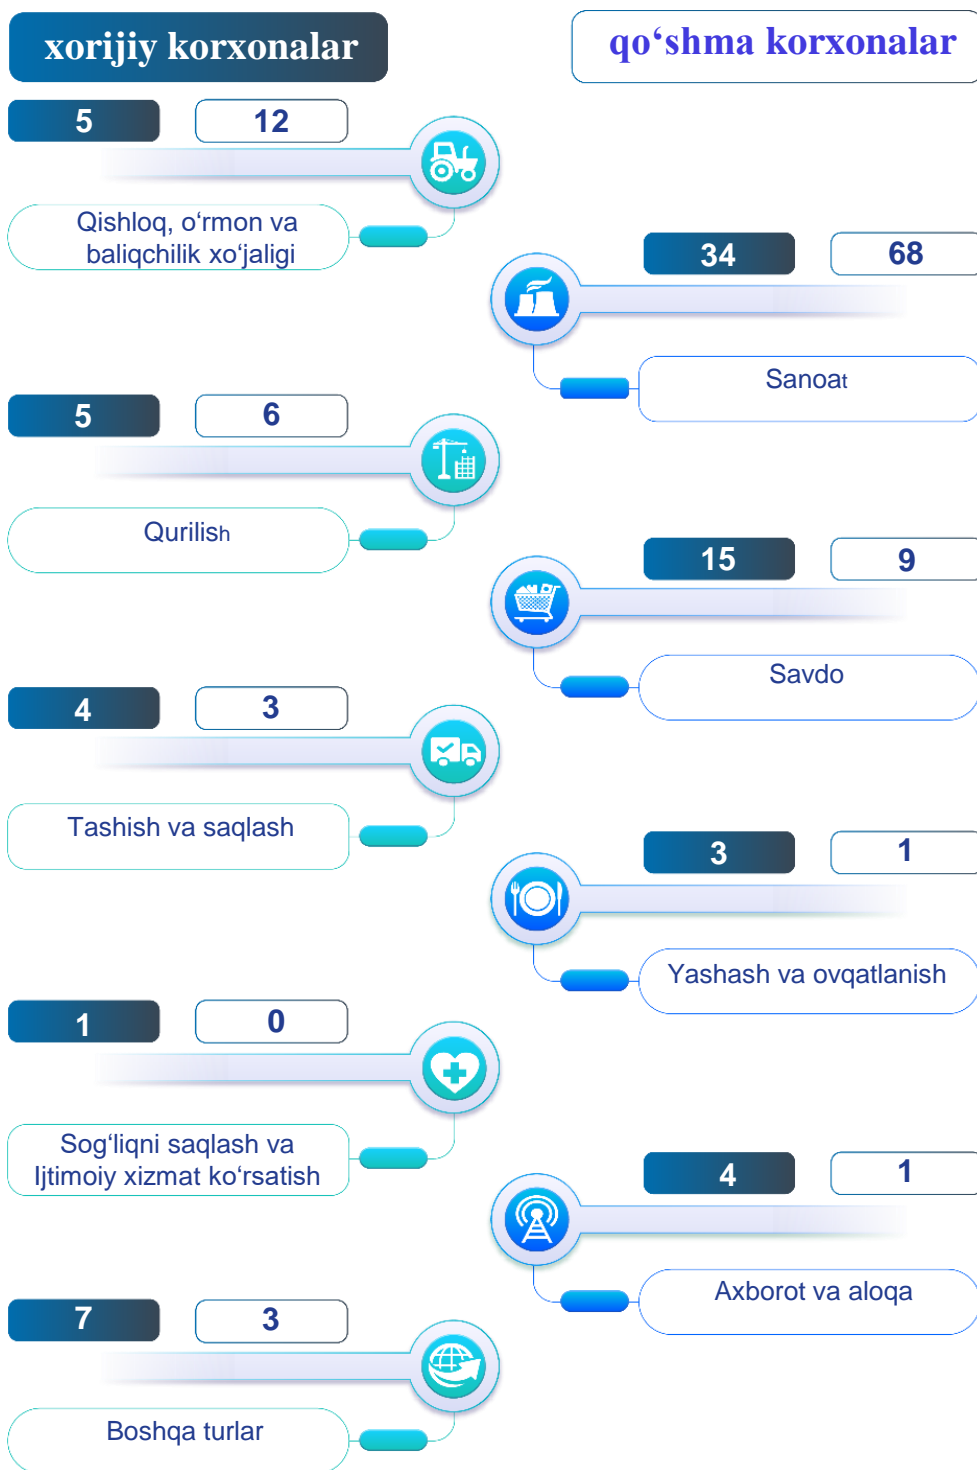 xorijiy korxonalar
qo‘shma korxonalar
5 12
Qishloq, o‘rmon va
baliqchilik xo‘jaligi
34 68
Sanoat
5 6
Qurilish
15 9
Savdo
4 3
Tashish va saqlash
3 1
Yashash va ovqatlanish
1 0
Sog‘liqni saqlash va
Ijtimoiy xizmat ko‘rsatish
4 1
Axborot va aloqa
7 3
Boshqa turlar